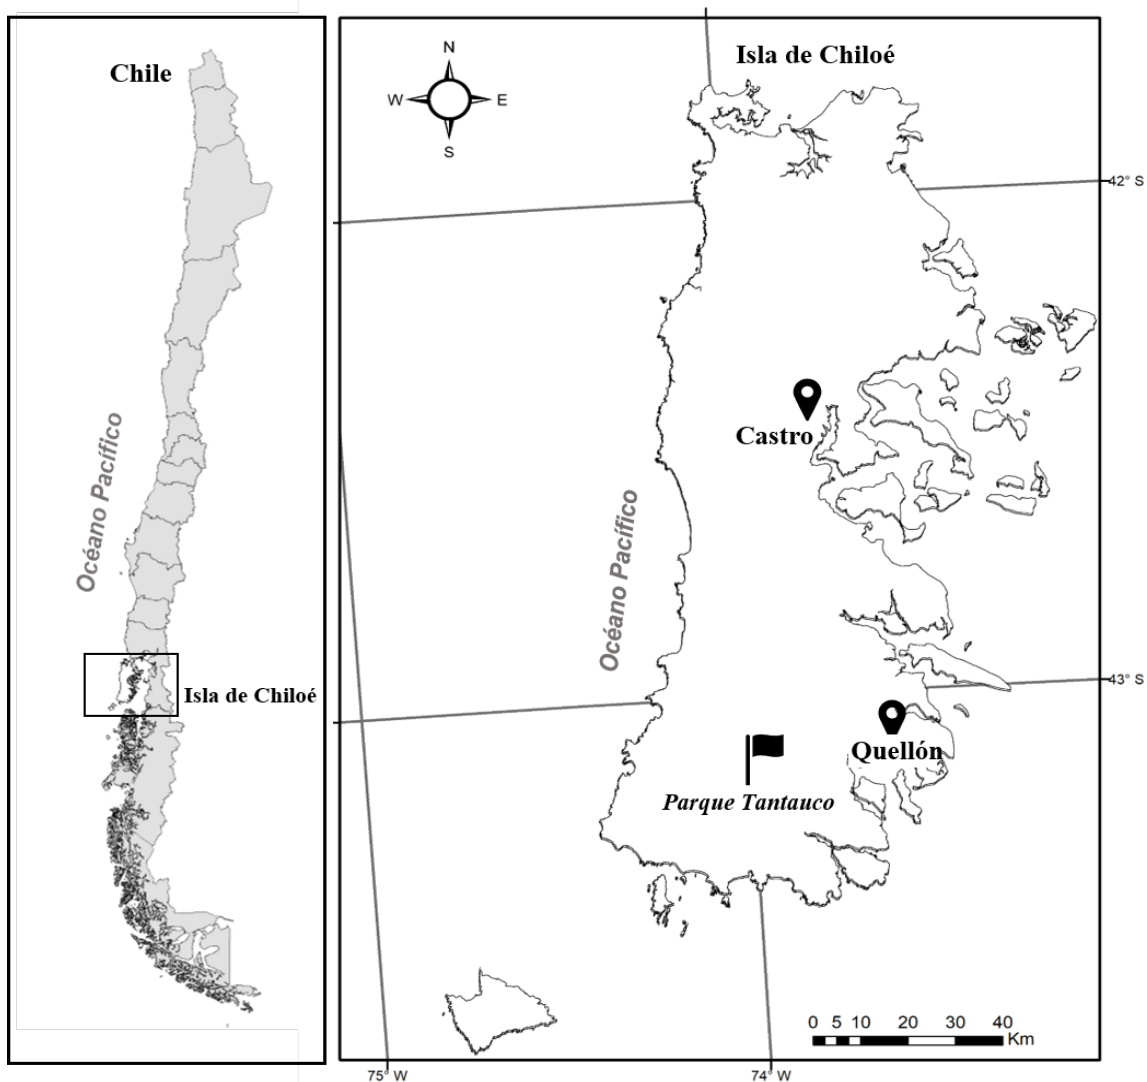 Chile
Océano Pacífico
Isla de Chiloé
N
W
E
S
Isla de Chiloé
42° S
Castro
Océano Pacífico
43° S
Quellón
Parque Tantauco
0 5 10 20 30 40
Km
75° W
74° W